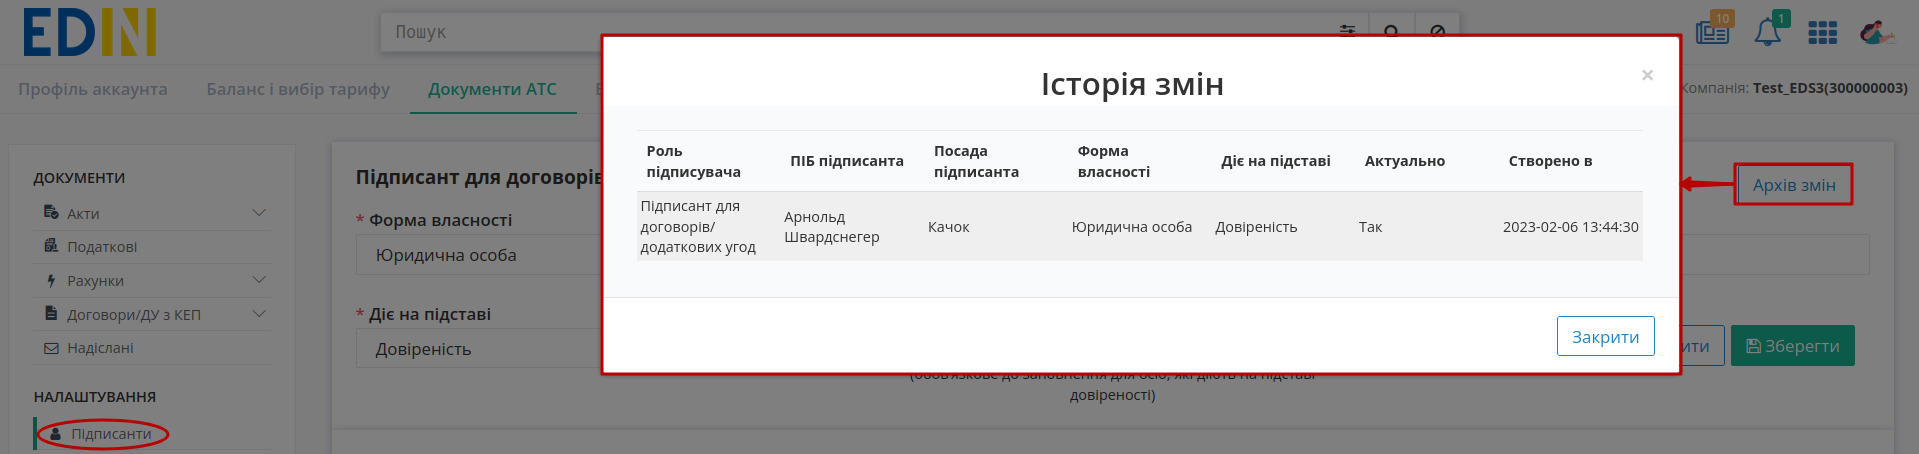 EDIN
Пошук
10
1
Профіль аккаунта
Баланс і вибір тарифу
Документи АТС
Компанія: Test_EDS3(300000003)
Історія змін
×
Роль підписувача
ПІБ підписанта
Посада підписанта
Форма власності
Діє на підставі
Актуально
Створено в
Підписант для договорів/додаткових угод
Арнольд Швардснегер
Качок
Юридична особа
Довіреність
Так
2023-02-06 13:44:30
Закрити
ДОКУМЕНТИ
Акти
Податкові
Рахунки
Договори/ДУ з КЕП
Надіслані
НАЛАШТУВАННЯ
Підписанти
Підписант для договорів
Архів змін
* Форма власності
Юридична особа
* Діє на підставі
Довіреність
Зберегти
(обов'язкове до заповнення для осіб, які діють на підставі
довіреності)